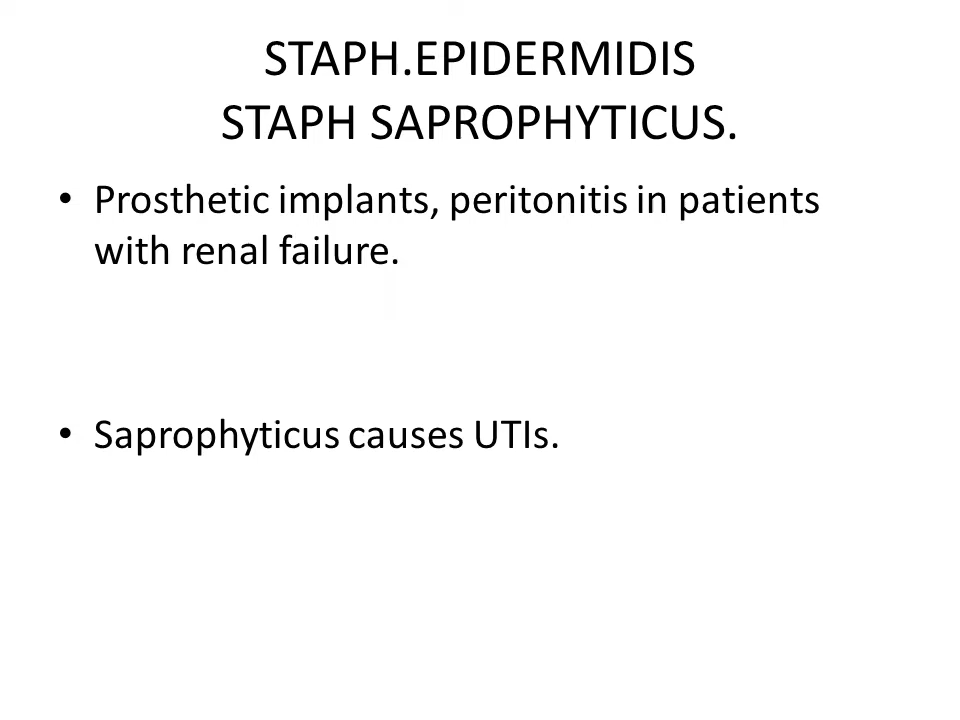 STAPH.EPIDERMIDIS
STAPH SAPROPHYTICUS.
• Prosthetic implants, peritonitis in patients
with renal failure.
• Saprophyticus causes UTIs.